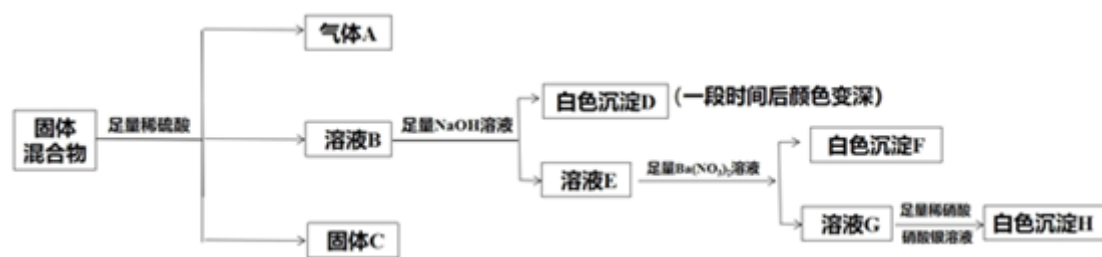 气体A
固体
混合物
足量稀硫酸
溶液B
足量NaOH溶液
白色沉淀D（一段时间后颜色变深）
溶液E
足量Ba(NO3)2溶液
白色沉淀F
溶液G
足量稀硝酸
硝酸银溶液
白色沉淀H
固体C